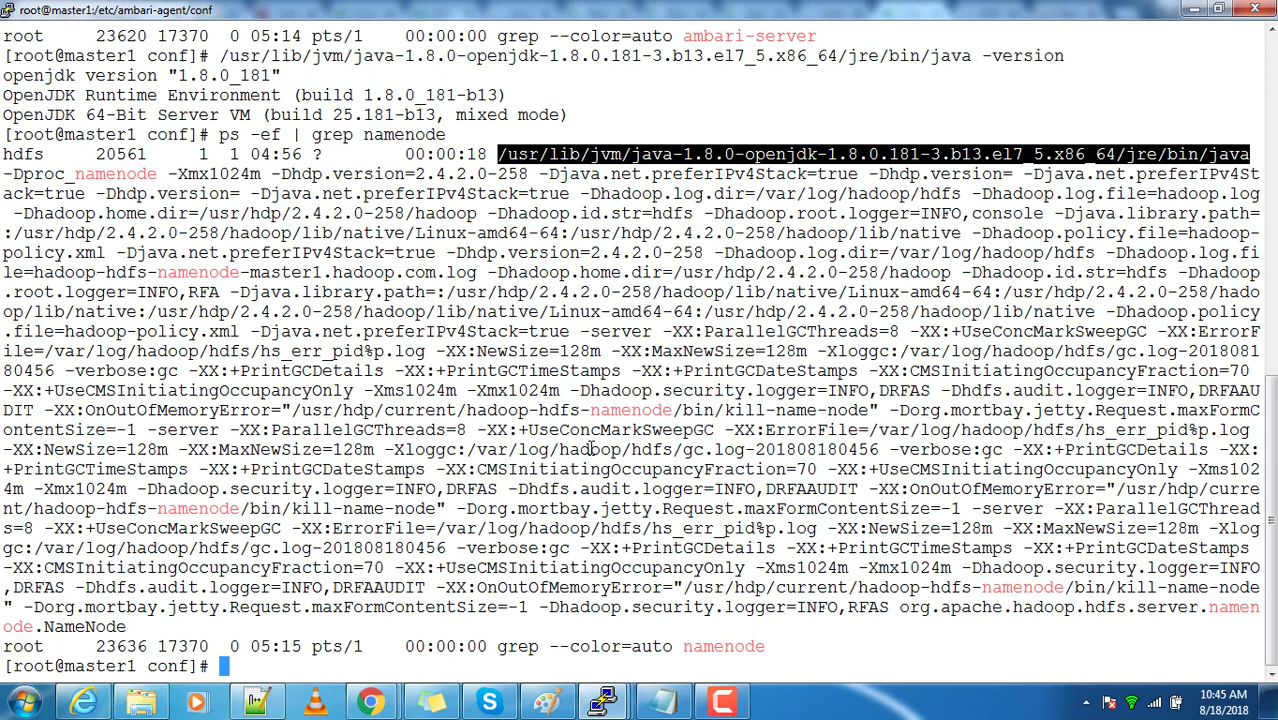 root@master1:/etc/ambari-agent/conf
root     23620 17370  0 05:14 pts/1    00:00:00 grep --color=auto ambari-server
[root@master1 conf]# /usr/lib/jvm/java-1.8.0-openjdk-1.8.0.181-3.b13.el7_5.x86_64/jre/bin/java -version
openjdk version "1.8.0_181"
OpenJDK Runtime Environment (build 1.8.0_181-b13)
OpenJDK 64-Bit Server VM (build 25.181-b13, mixed mode)
[root@master1 conf]# ps -ef | grep namenode
hdfs     20561     1  1 04:56 ?        00:00:18 /usr/lib/jvm/java-1.8.0-openjdk-1.8.0.181-3.b13.el7_5.x86_64/jre/bin/java
-Dproc_namenode -Xmx1024m -Dhdp.version=2.4.2.0-258 -Djava.net.preferIPv4Stack=true -Dhdp.version= -Djava.net.preferIPv4St
ack=true -Dhdp.version= -Djava.net.preferIPv4Stack=true -Dhadoop.log.dir=/var/log/hadoop/hdfs -Dhadoop.log.file=hadoop.log
-Dhadoop.home.dir=/usr/hdp/2.4.2.0-258/hadoop -Dhadoop.id.str=hdfs -Dhadoop.root.logger=INFO,console -Djava.library.path=
:/usr/hdp/2.4.2.0-258/hadoop/lib/native/Linux-amd64-64:/usr/hdp/2.4.2.0-258/hadoop/lib/native -Dhadoop.policy.file=hadoop-
policy.xml -Djava.net.preferIPv4Stack=true -Dhdp.version=2.4.2.0-258 -Dhadoop.log.dir=/var/log/hadoop/hdfs -Dhadoop.log.fi
le=hadoop-hdfs-namenode-master1.hadoop.com.log -Dhadoop.home.dir=/usr/hdp/2.4.2.0-258/hadoop -Dhadoop.id.str=hdfs -Dhadoop
.root.logger=INFO,RFA -Djava.library.path=:/usr/hdp/2.4.2.0-258/hadoop/lib/native/Linux-amd64-64:/usr/hdp/2.4.2.0-258/hado
op/lib/native:/usr/hdp/2.4.2.0-258/hadoop/lib/native/Linux-amd64-64:/usr/hdp/2.4.2.0-258/hadoop/lib/native -Dhadoop.policy
.file=hadoop-policy.xml -Djava.net.preferIPv4Stack=true -server -XX:ParallelGCThreads=8 -XX:+UseConcMarkSweepGC -XX:ErrorF
ile=/var/log/hadoop/hdfs/hs_err_pid%p.log -XX:NewSize=128m -XX:MaxNewSize=128m -Xloggc:/var/log/hadoop/hdfs/gc.log-2018081
80456 -verbose:gc -XX:+PrintGCDetails -XX:+PrintGCTimeStamps -XX:+PrintGCDateStamps -XX:CMSInitiatingOccupancyFraction=70
-XX:+UseCMSInitiatingOccupancyOnly -Xms1024m -Xmx1024m -Dhadoop.security.logger=INFO,DRFAS -Dhdfs.audit.logger=INFO,DRFAAU
DIT -XX:OnOutOfMemoryError="/usr/hdp/current/hadoop-hdfs-namenode/bin/kill-name-node" -Dorg.mortbay.jetty.Request.maxFormC
ontentSize=-1 -server -XX:ParallelGCThreads=8 -XX:+UseConcMarkSweepGC -XX:ErrorFile=/var/log/hadoop/hdfs/hs_err_pid%p.log
-XX:NewSize=128m -XX:MaxNewSize=128m -Xloggc:/var/log/hadoop/hdfs/gc.log-201808180456 -verbose:gc -XX:+PrintGCDetails -XX:
+PrintGCTimeStamps -XX:+PrintGCDateStamps -XX:CMSInitiatingOccupancyFraction=70 -XX:+UseCMSInitiatingOccupancyOnly -Xms102
4m -Xmx1024m -Dhadoop.security.logger=INFO,DRFAS -Dhdfs.audit.logger=INFO,DRFAAUDIT -XX:OnOutOfMemoryError="/usr/hdp/curre
nt/hadoop-hdfs-namenode/bin/kill-name-node" -Dorg.mortbay.jetty.Request.maxFormContentSize=-1 -server -XX:ParallelGCThread
s=8 -XX:+UseConcMarkSweepGC -XX:ErrorFile=/var/log/hadoop/hdfs/hs_err_pid%p.log -XX:NewSize=128m -XX:MaxNewSize=128m -Xlog
gc:/var/log/hadoop/hdfs/gc.log-201808180456 -verbose:gc -XX:+PrintGCDetails -XX:+PrintGCTimeStamps -XX:+PrintGCDateStamps
-XX:CMSInitiatingOccupancyFraction=70 -XX:+UseCMSInitiatingOccupancyOnly -Xms1024m -Xmx1024m -Dhadoop.security.logger=INFO
,DRFAS -Dhdfs.audit.logger=INFO,DRFAAUDIT -XX:OnOutOfMemoryError="/usr/hdp/current/hadoop-hdfs-namenode/bin/kill-name-node
" -Dorg.mortbay.jetty.Request.maxFormContentSize=-1 -Dhadoop.security.logger=INFO,RFAS org.apache.hadoop.hdfs.server.namen
ode.NameNode
root     23636 17370  0 05:15 pts/1    00:00:00 grep --color=auto namenode
[root@master1 conf]#
10:45 AM
8/18/2018